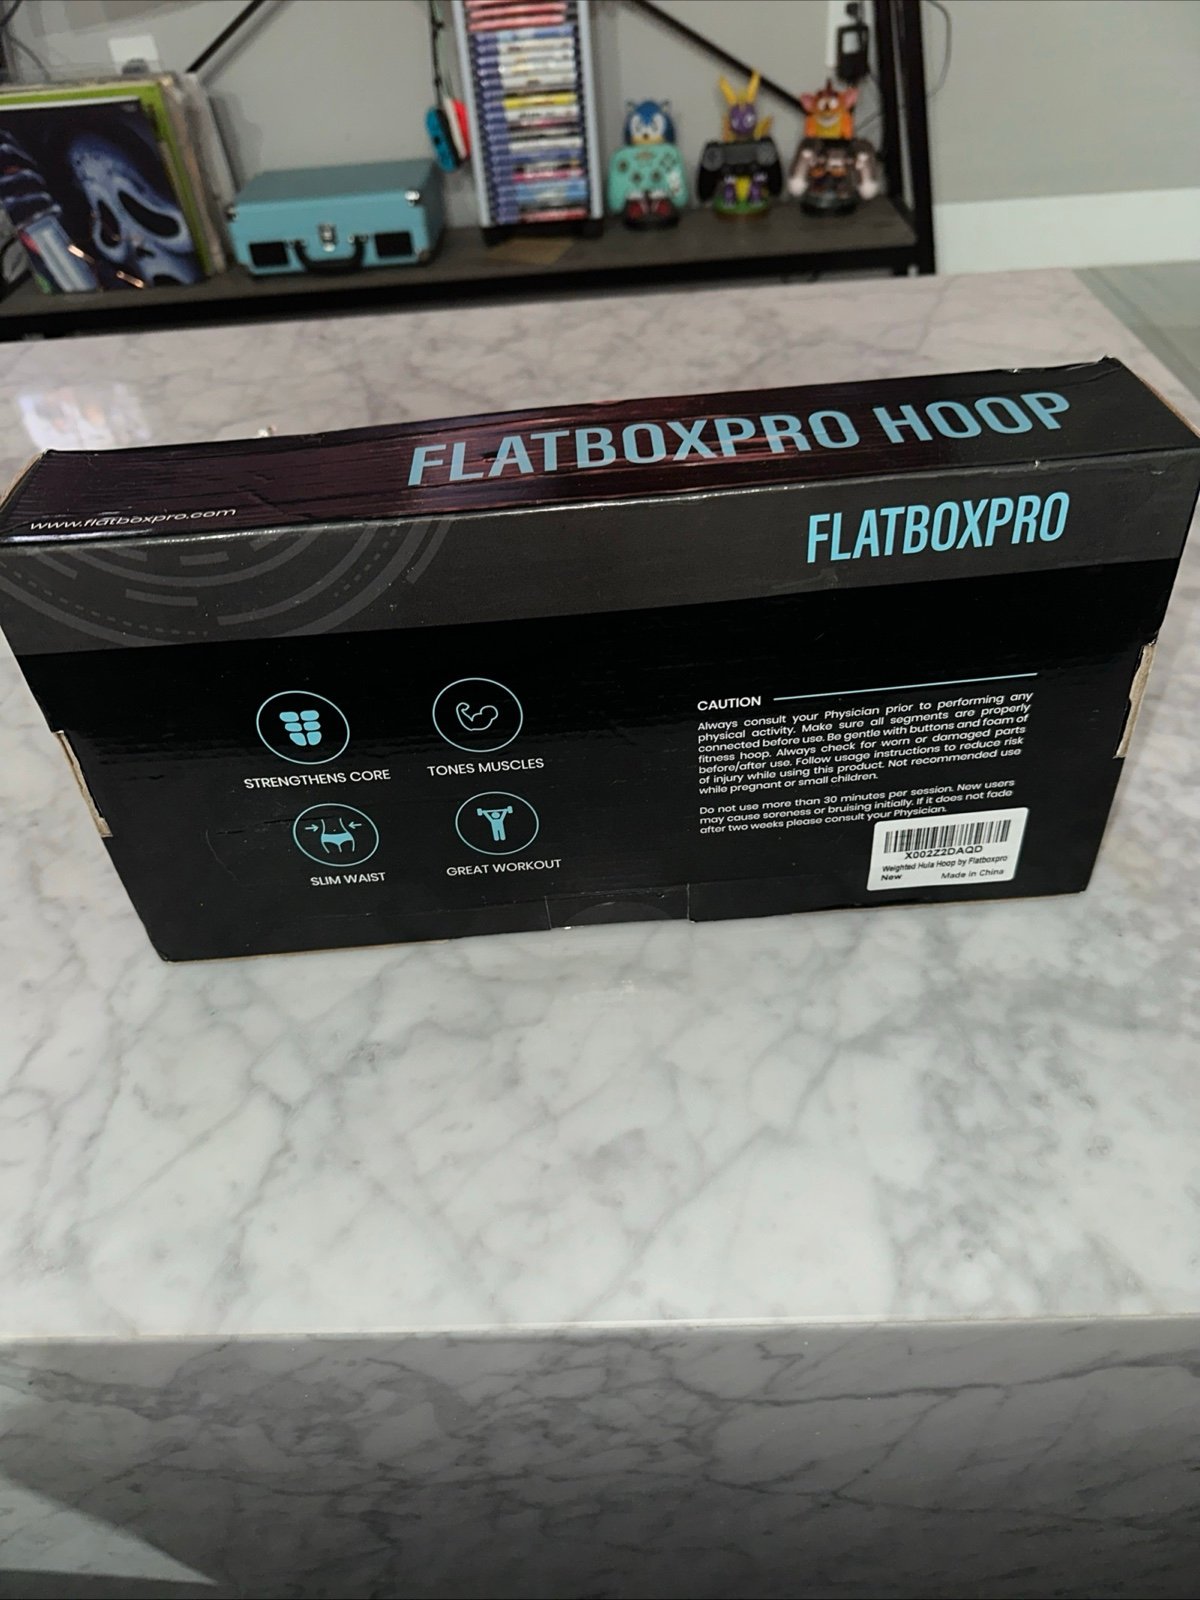 FLATBOXPRO HOOP
www.flatboxpro.com
FLATBOXPRO
STRENGTHENS CORE
TONES MUSCLES
SLIM WAIST
GREAT WORKOUT
CAUTION
Always consult your Physician prior to performing any
physical activity. Make sure all segments are properly
connected before use. Be gentle with buttons and foam of
fitness hoop. Always check for worn or damaged parts
before/after use. Follow usage instructions to reduce risk
of injury while using this product. Not recommended use
while pregnant or small children.
Do not use more than 30 minutes per session. New users
may cause soreness or bruising initially. If it does not fade
after two weeks please consult your Physician.
X002Z2DAQD
Weighted Hula Hoop by Flatboxpro
New
Made in China